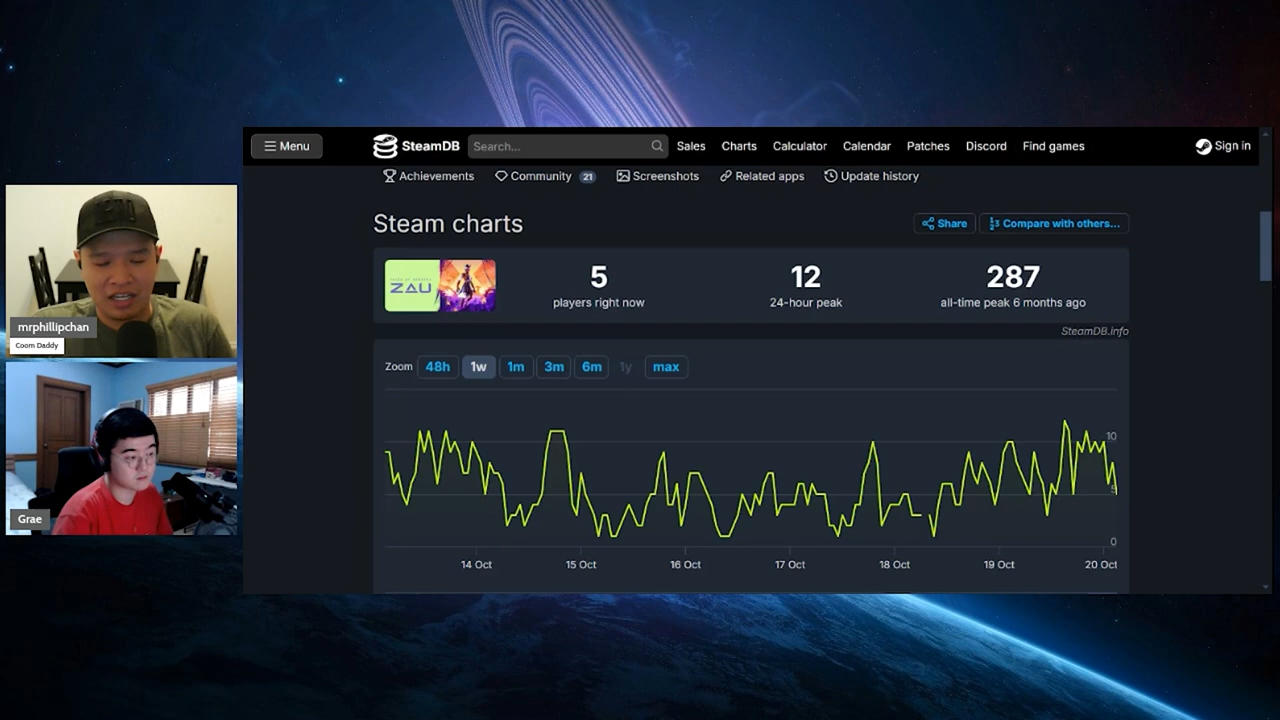 Menu
SteamDB
Search...
Sales
Charts
Calculator
Calendar
Patches
Discord
Find games
Sign in
Achievements
Community 21
Screenshots
Related apps
Update history
Steam charts
Share
Compare with others...
ZAU
5
players right now
12
24-hour peak
287
all-time peak 6 months ago
SteamDB.info
Zoom 48h 1w 1m 3m 6m 1y max
10
5
0
14 Oct 15 Oct 16 Oct 17 Oct 18 Oct 19 Oct 20 Oct
mrphillipchan
Coom Daddy
Grae